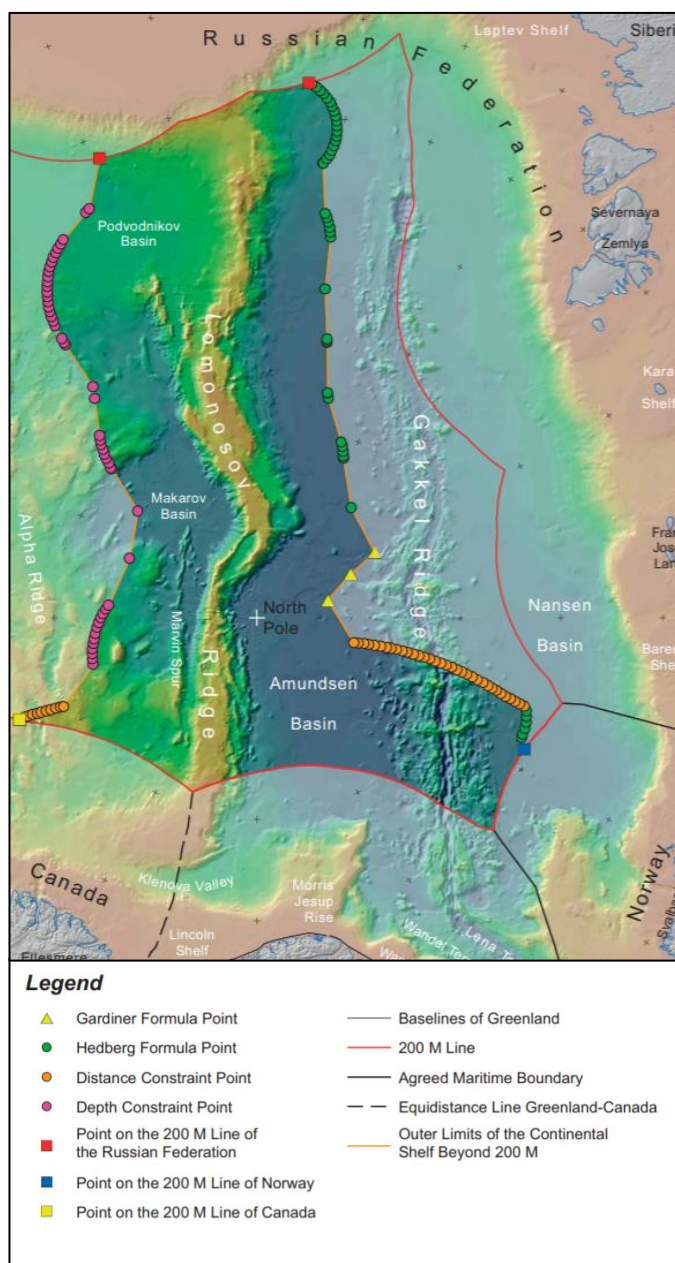 Russian Federation
Laptev Shelf
Siberi
Podvodnikov
Basin
Severnaya
Zemlya
Lomonosov
Ridge
Kara
Shelf
Gakkel Ridge
Makarov
Basin
Alpha Ridge
Fran
Jose
Lan
North
Pole
Nansen
Basin
Marvin Spur
Baren
She
Amundsen
Basin
Canada
Klenova Valley
Morris
Jesup
Rise
Norway
Lincoln
Shelf
Ellesmere
Svalba
Legend
Gardiner Formula Point
Hedberg Formula Point
Distance Constraint Point
Depth Constraint Point
Point on the 200 M Line of
the Russian Federation
Point on the 200 M Line of Norway
Point on the 200 M Line of Canada
Baselines of Greenland
200 M Line
Agreed Maritime Boundary
Equidistance Line Greenland-Canada
Outer Limits of the Continental
Shelf Beyond 200 M